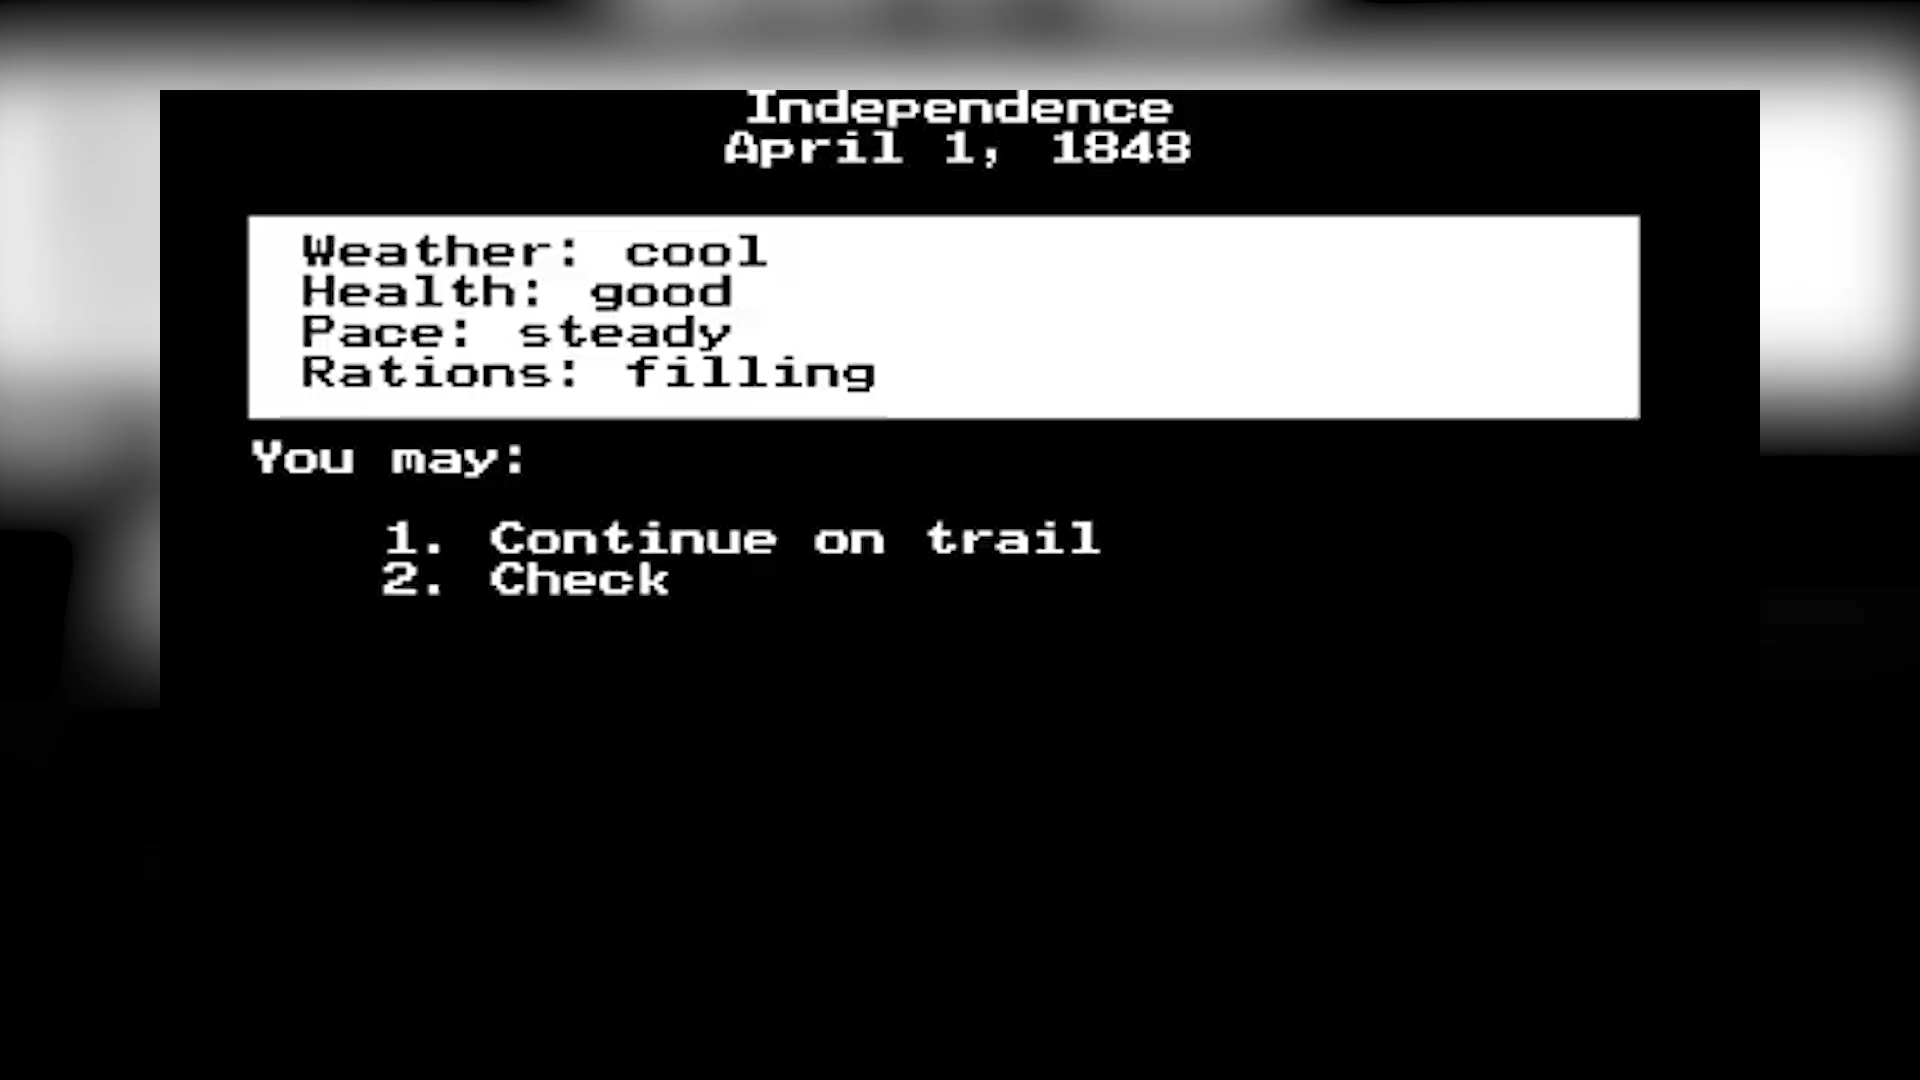 Independence
April 1, 1848
Weather: cool
Health: good
Pace: steady
Rations: filling
You may:
1. Continue on trail
2. Check